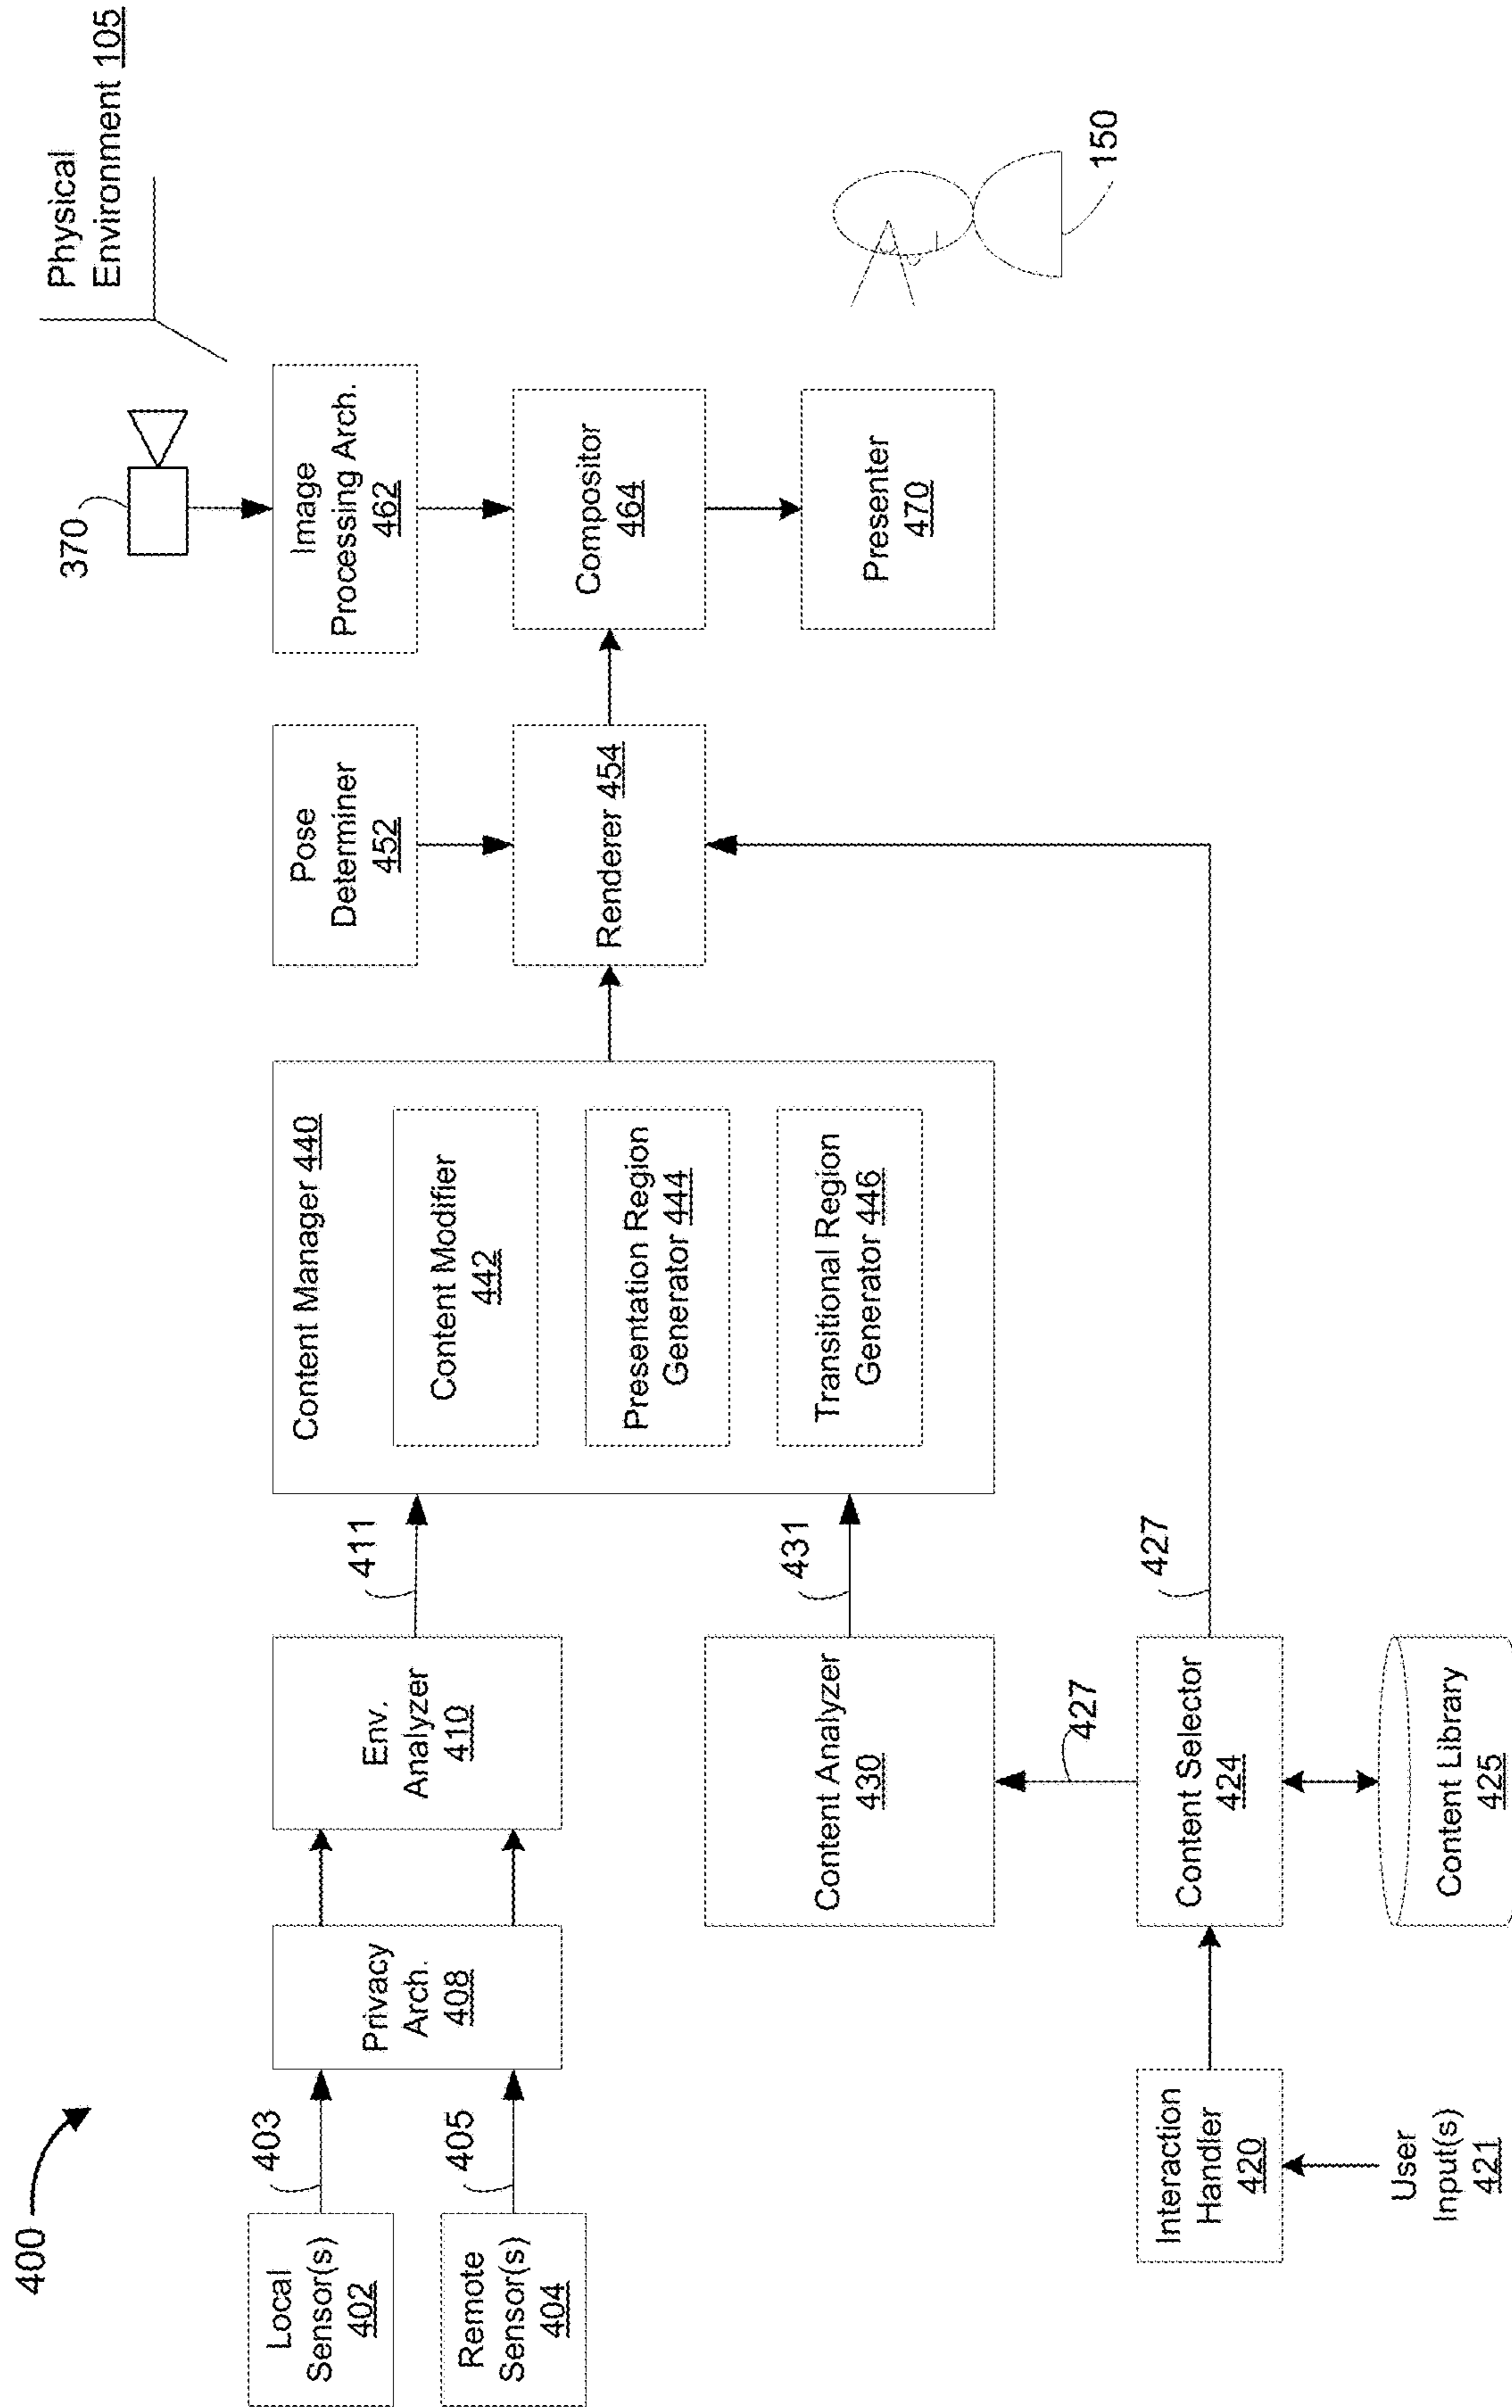 400
Local
Sensor(s)
402
403
Remote
Sensor(s)
404
405
Privacy
Arch.
408
Env.
Analyzer
410
411
Content Manager 440
Content Modifier
442
Presentation Region
Generator 444
Transitional Region
Generator 446
Content Analyzer
430
431
427
427
Interaction
Handler
420
User
Input(s)
421
Content Selector
424
Content Library
425
Pose
Determiner
452
Renderer 454
370
Image
Processing Arch.
462
Compositor
464
Presenter
470
Physical
Environment 105
150